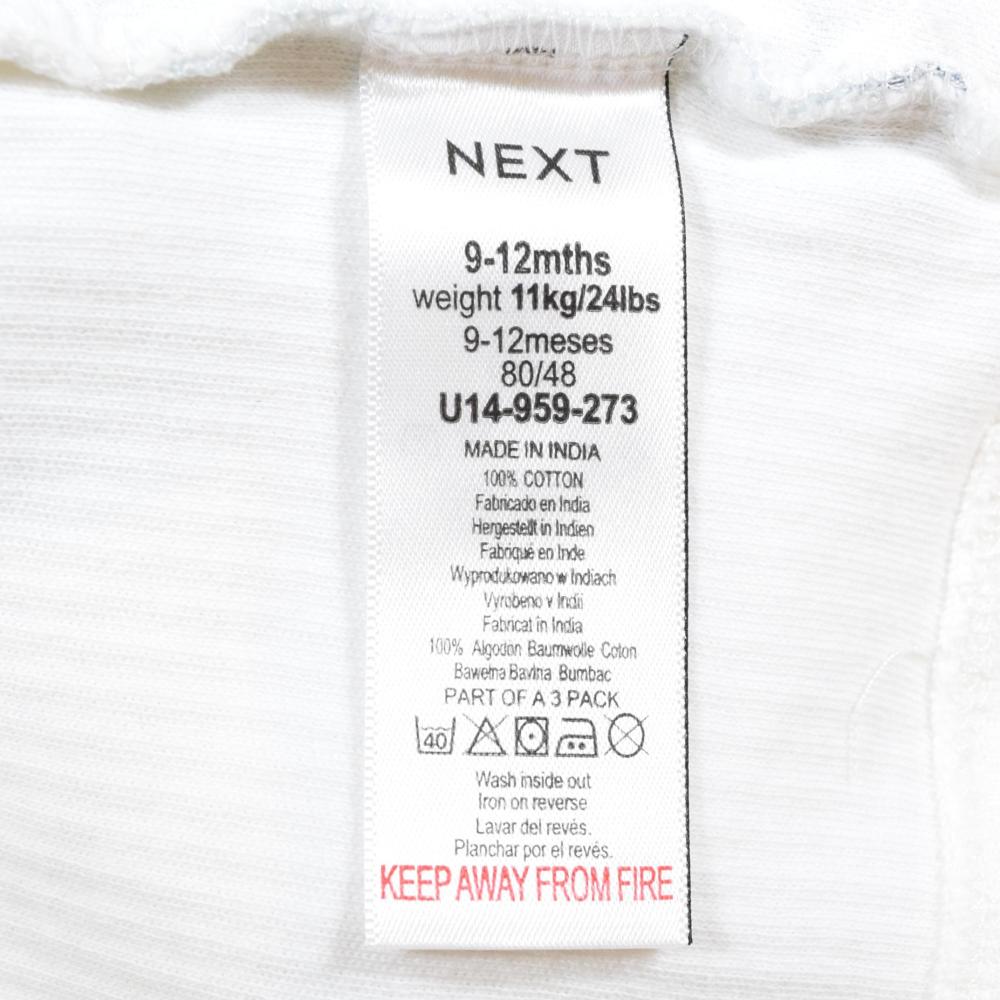 NEXT
9-12mths
weight 11kg/24lbs
9-12meses
80/48
U14-959-273
MADE IN INDIA
100% COTTON
Fabricado en India
Hergestellt in Indien
Fabriqué en Inde
Wyprodukowano w Indiach
Vyrobeno v Indii
Fabricat in India
100% Algodon Baumwolle Coton
Bawełna Bavlna Bumbac
PART OF A 3 PACK
40
Wash inside out
Iron on reverse
Lavar del revés.
Planchar por el revés.
KEEP AWAY FROM FIRE